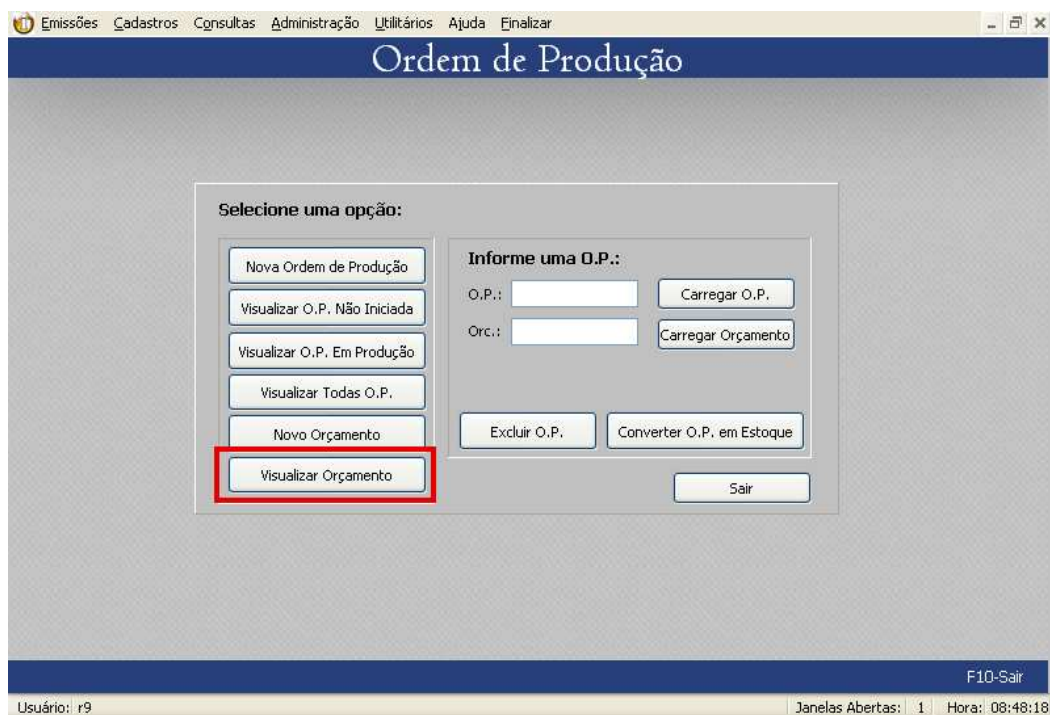 Emissões Cadastros Consultas Administração Utilitários Ajuda Finalizar
Ordem de Produção
Selecione uma opção:
Nova Ordem de Produção
Visualizar O.P. Não Iniciada
Visualizar O.P. Em Produção
Visualizar Todas O.P.
Novo Orçamento
Visualizar Orçamento
Informe uma O.P.:
O.P.: Carregar O.P.
Orc.: Carregar Orçamento
Excluir O.P. Converter O.P. em Estoque
Sair
F10-Sair
Usuário: r9 Janelas Abertas: 1 Hora: 08:48:18